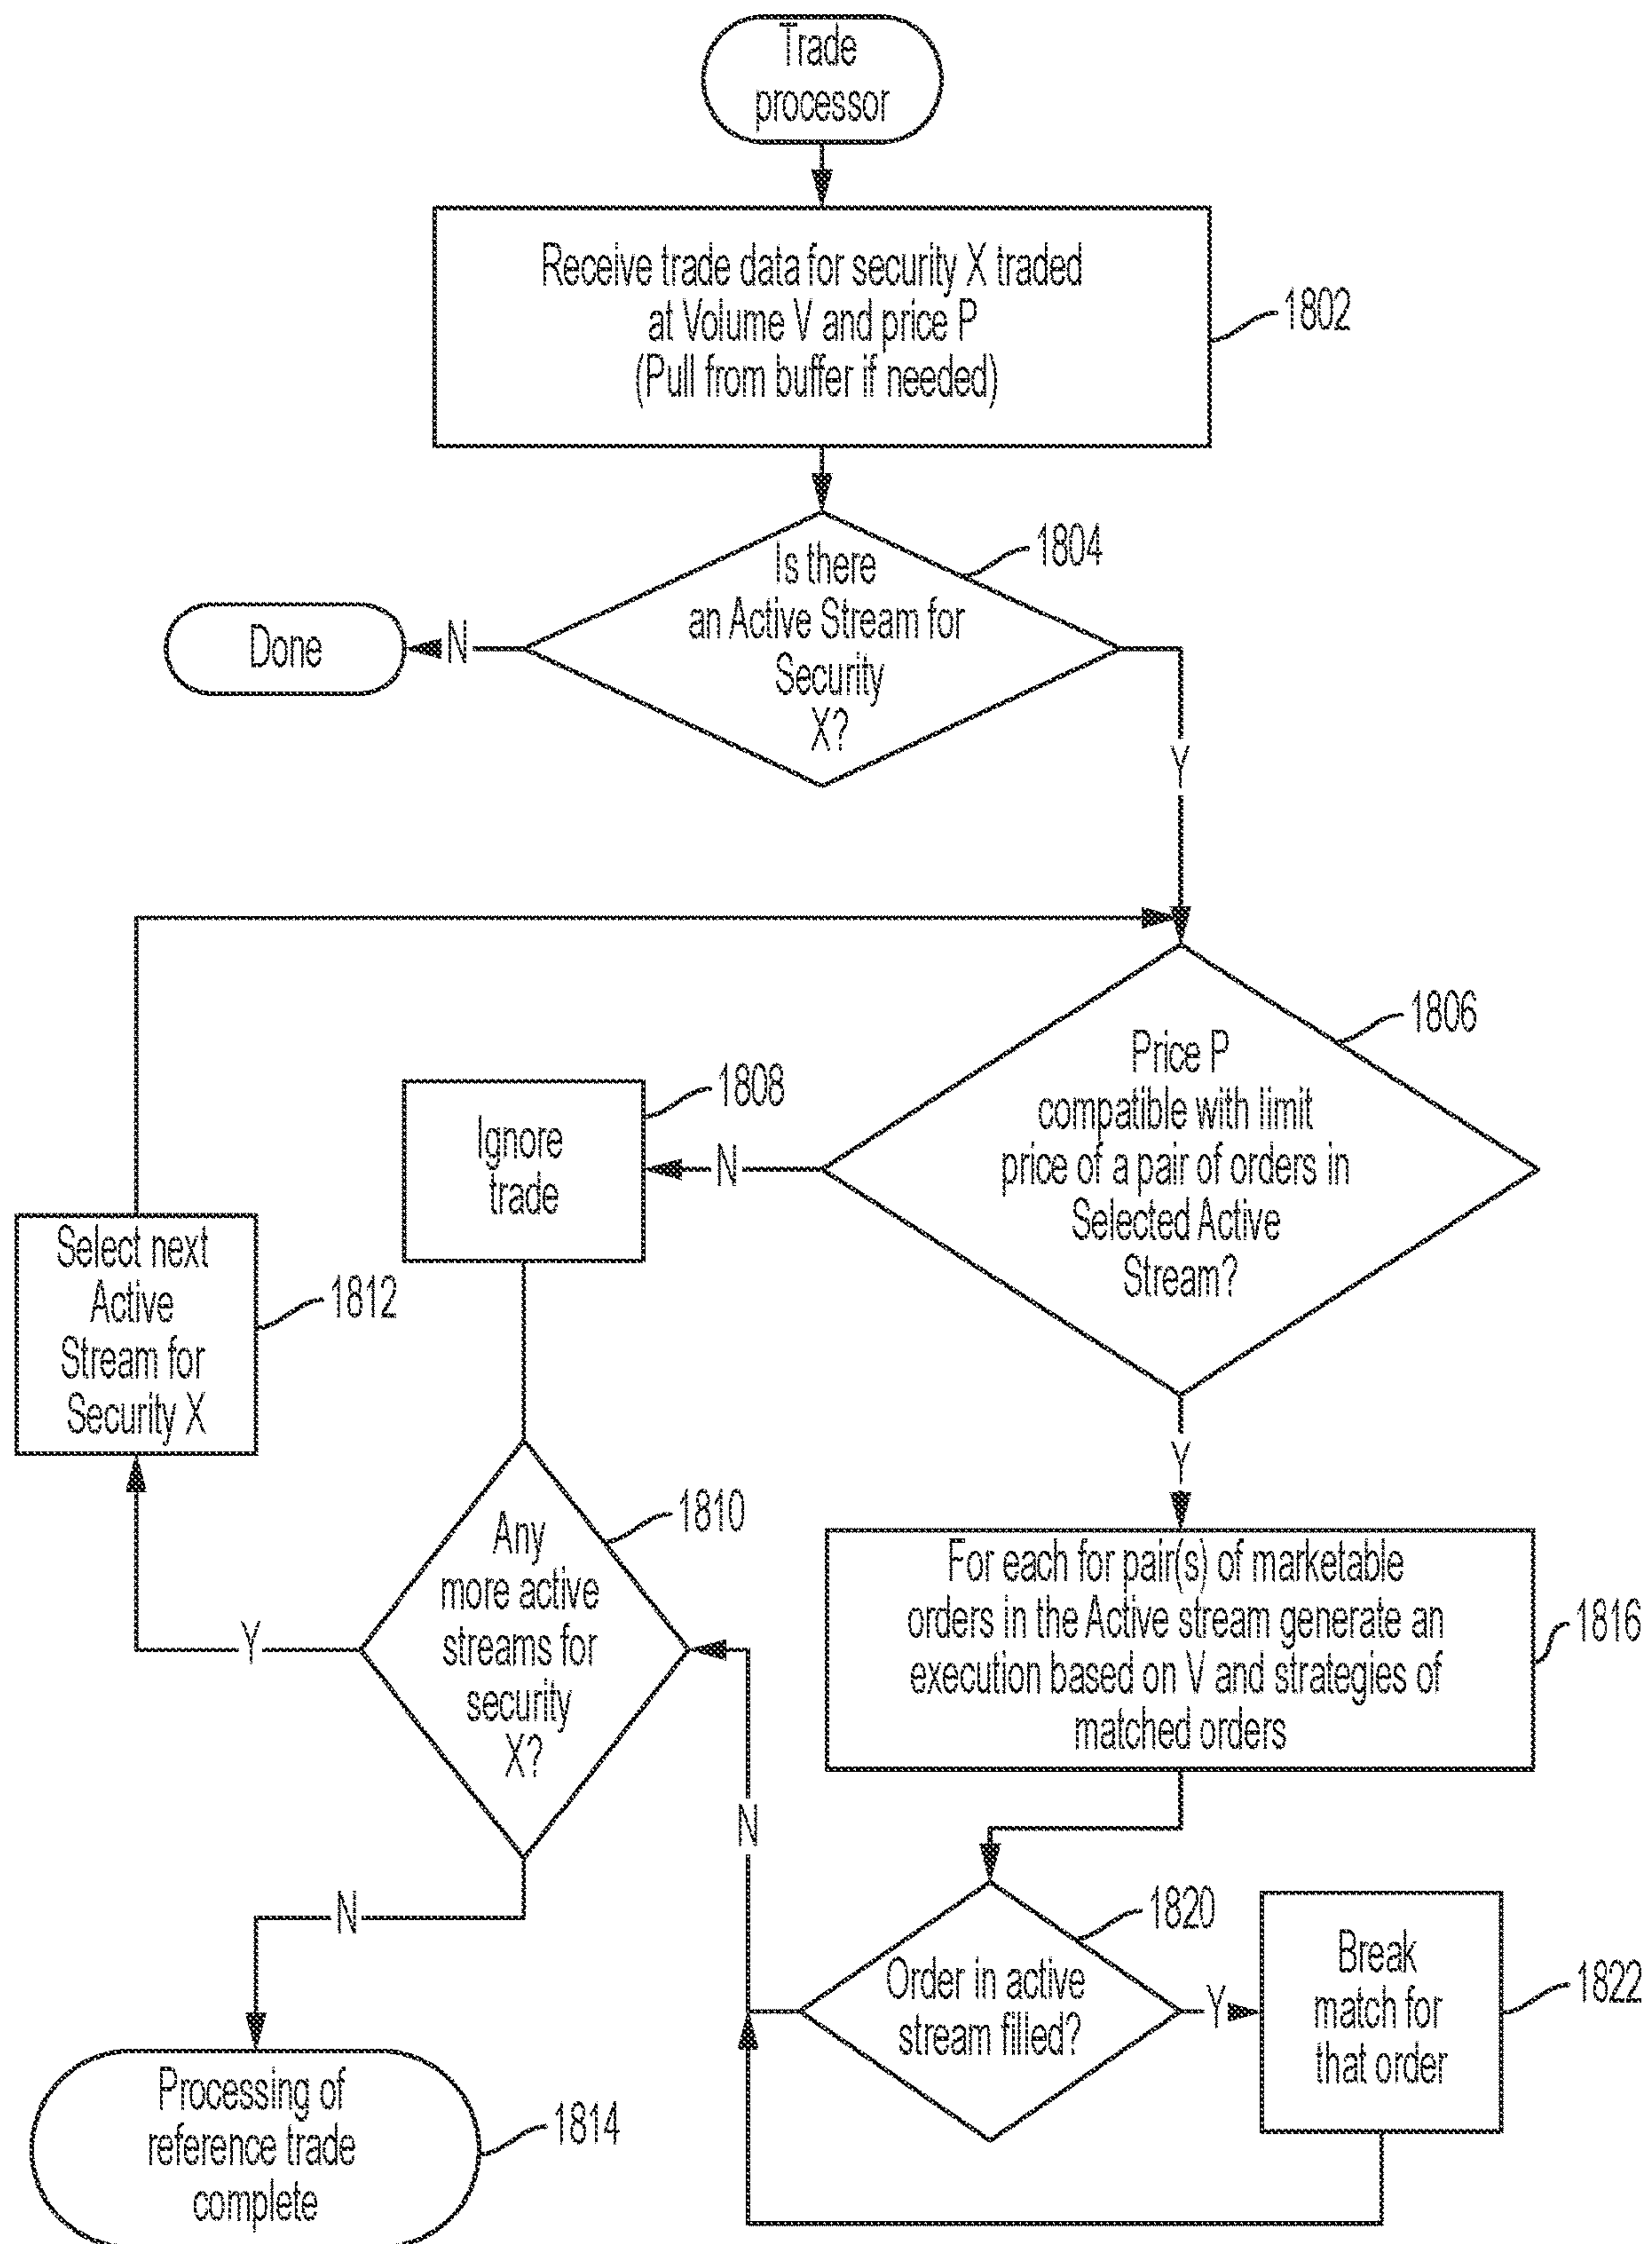 Trade
processor
Receive trade data for security X traded
at Volume V and price P
(Pull from buffer if needed)
1802
Is there
an Active Stream for
Security
X?
1804
N
Done
Y
Price P
compatible with limit
price of a pair of orders in
Selected Active
Stream?
1806
N
Ignore
trade
1808
Select next
Active
Stream for
Security X
1812
Any
more active
streams for
security
X?
1810
Y
N
Processing of
reference trade
complete
1814
Y
For each for pair(s) of marketable
orders in the Active stream generate an
execution based on V and strategies of
matched orders
1816
Order in active
stream filled?
1820
N
Y
Break
match for
that order
1822